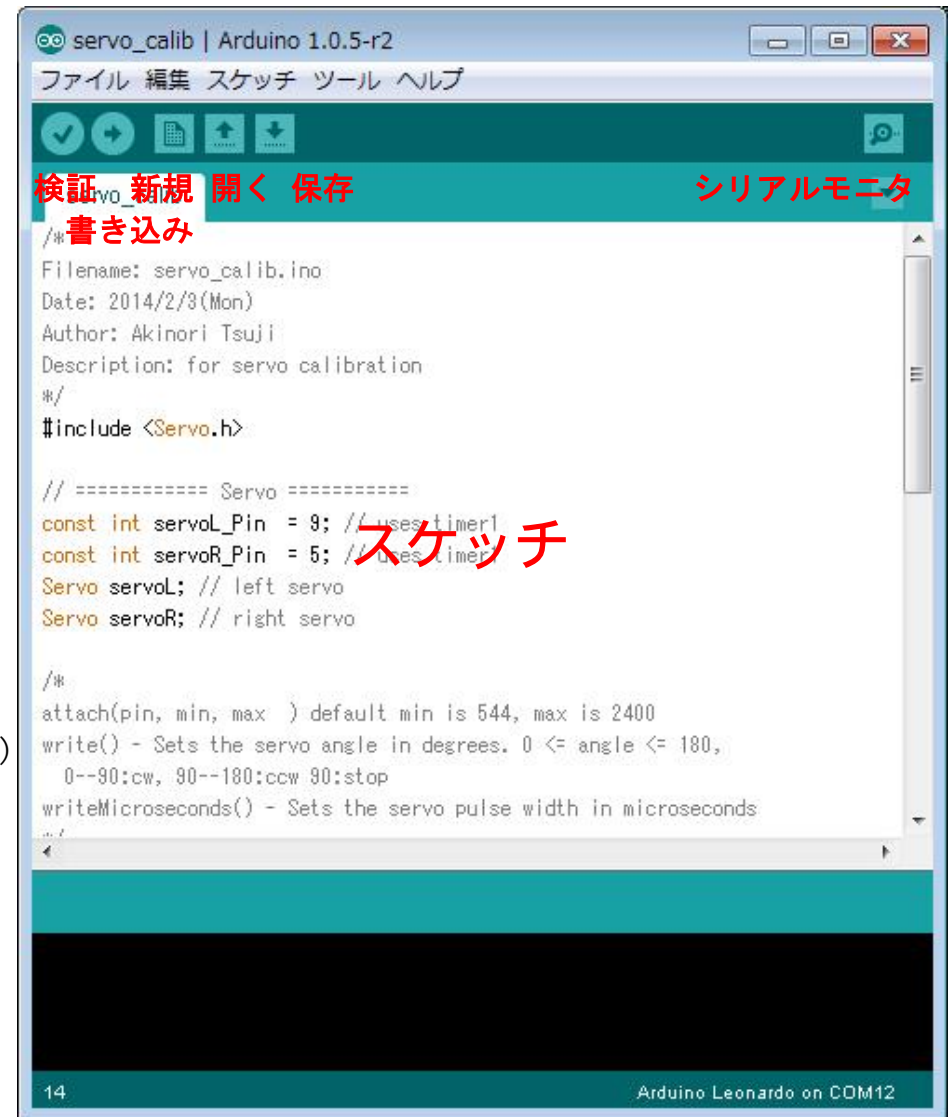 servo_calib | Arduino 1.0.5-r2
ファイル 編集 スケッチ ツール ヘルプ
検証 新規 開く 保存 シリアルモニタ
書き込み
/*
Filename: servo_calib.ino
Date: 2014/2/3(Mon)
Author: Akinori Tsuji
Description: for servo calibration
*/
#include <Servo.h>
// ============ Servo ===========
const int servoL_Pin = 9; // uses timer1
const int servoR_Pin = 5; // uses timer1
スケッチ
Servo servoL; // left servo
Servo servoR; // right servo
/*
attach(pin, min, max ) default min is 544, max is 2400
)
write() - Sets the servo angle in degrees. 0 <= angle <= 180,
0--90:cw, 90--180:ccw 90:stop
writeMicroseconds() - Sets the servo pulse width in microseconds
14 Arduino Leonardo on COM12